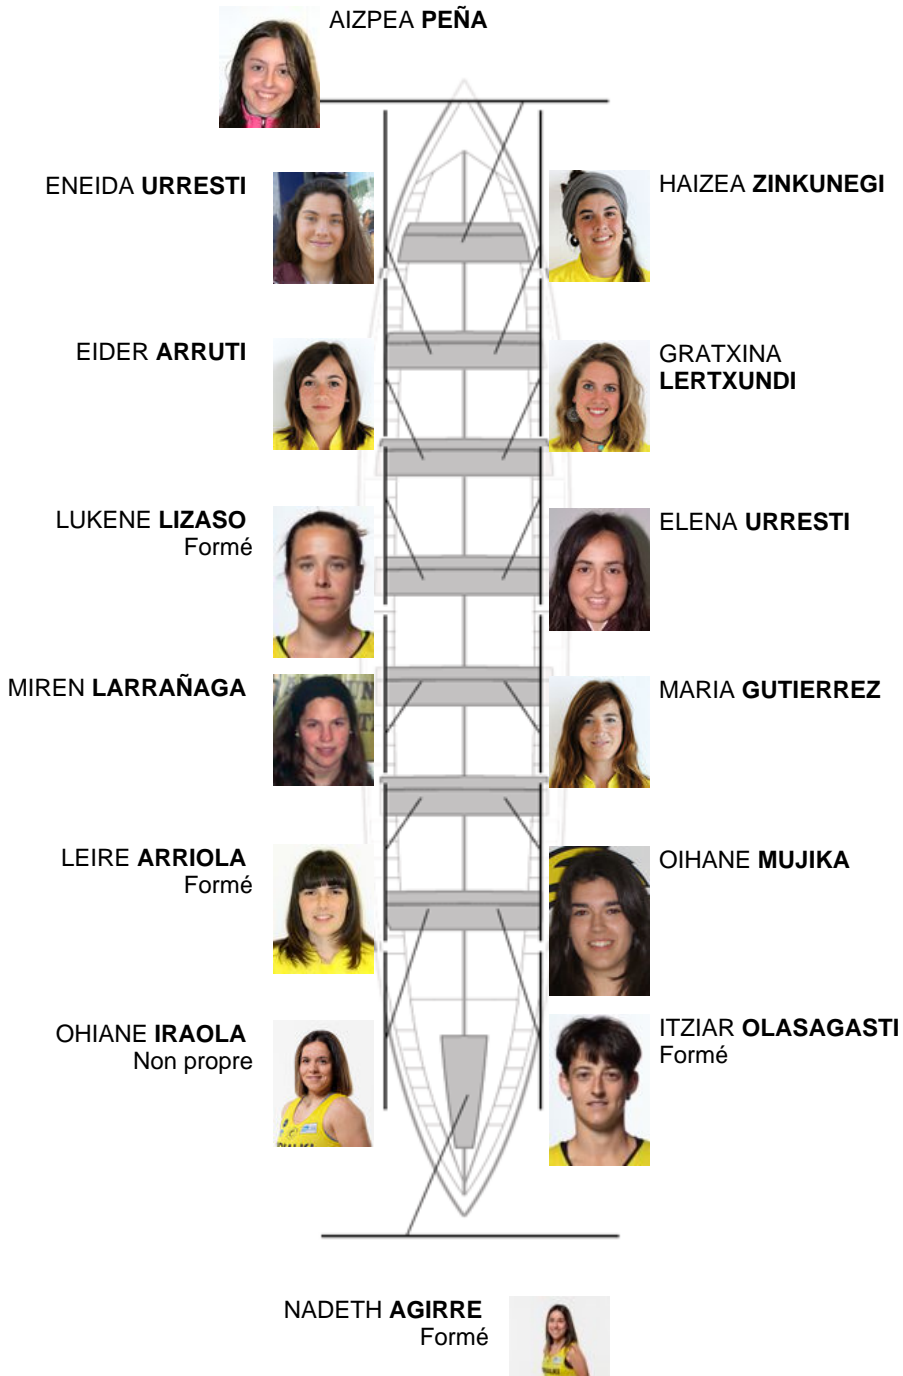 AIZPEA PEÑA
ENEIDA URRESTI
HAIZEA ZINKUNEGI
EIDER ARRUTI
GRATXINA
LERTXUNDI
LUKENE LIZASO
Formé
ELENA URRESTI
MIREN LARRAÑAGA
MARIA GUTIERREZ
LEIRE ARRIOLA
Formé
OIHANE MUJIKA
OHIANE IRAOLA
Non propre
ITZIAR OLASAGASTI
Formé
NADETH AGIRRE
Formé